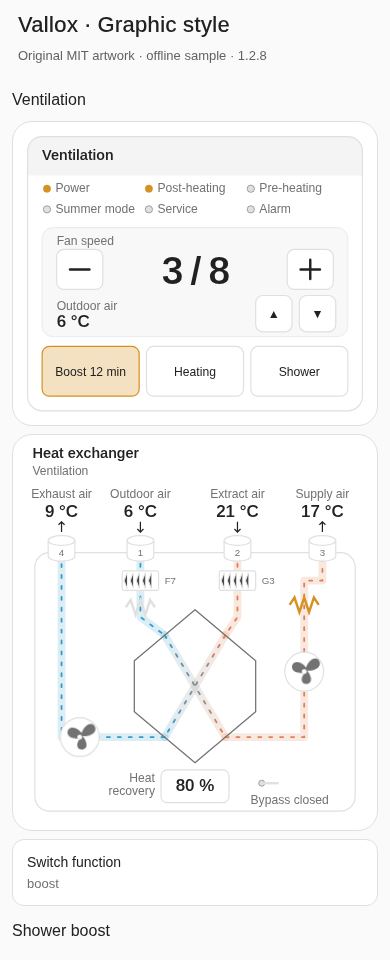 Vallox · Graphic style
Original MIT artwork · offline sample · 1.2.8
Ventilation
Ventilation
Power Post-heating Pre-heating
Summer mode Service Alarm
Fan speed
3 / 8
Outdoor air
6 °C
Boost 12 min Heating Shower
Heat exchanger
Ventilation
Exhaust air Outdoor air Extract air Supply air
9 °C 6 °C 21 °C 17 °C
4 1 2 3
F7 G3
Heat recovery
80 %
Bypass closed
Switch function
boost
Shower boost